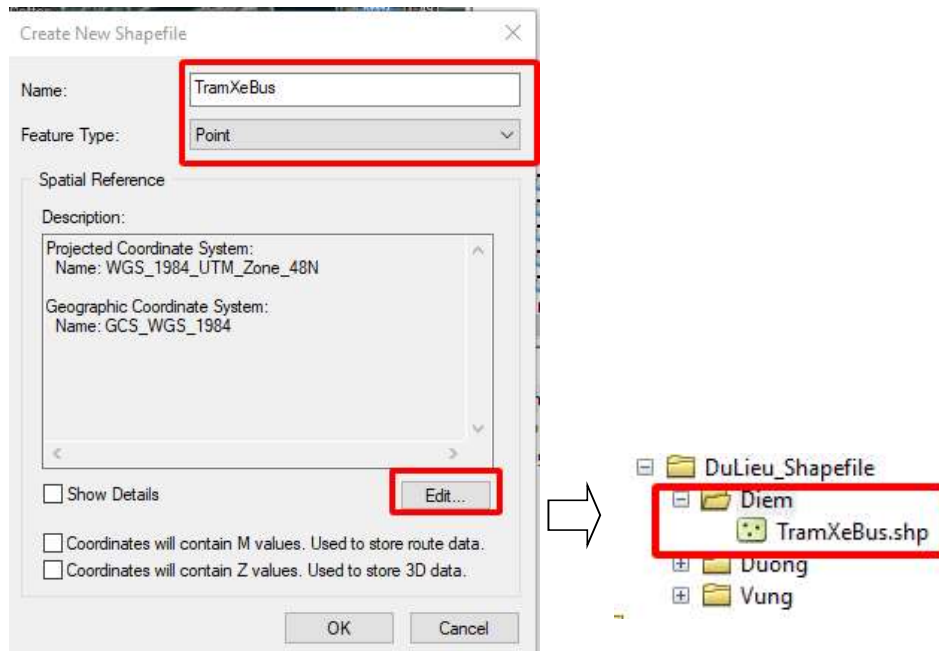 Create New Shapefile
Name:
TramXeBus
Feature Type:
Point
Spatial Reference
Description:
Projected Coordinate System:
Name: WGS_1984_UTM_Zone_48N
Geographic Coordinate System:
Name: GCS_WGS_1984
Show Details
Edit...
Coordinates will contain M values. Used to store route data.
Coordinates will contain Z values. Used to store 3D data.
OK
Cancel
DuLieu_Shapefile
Diem
TramXeBus.shp
Duong
Vung